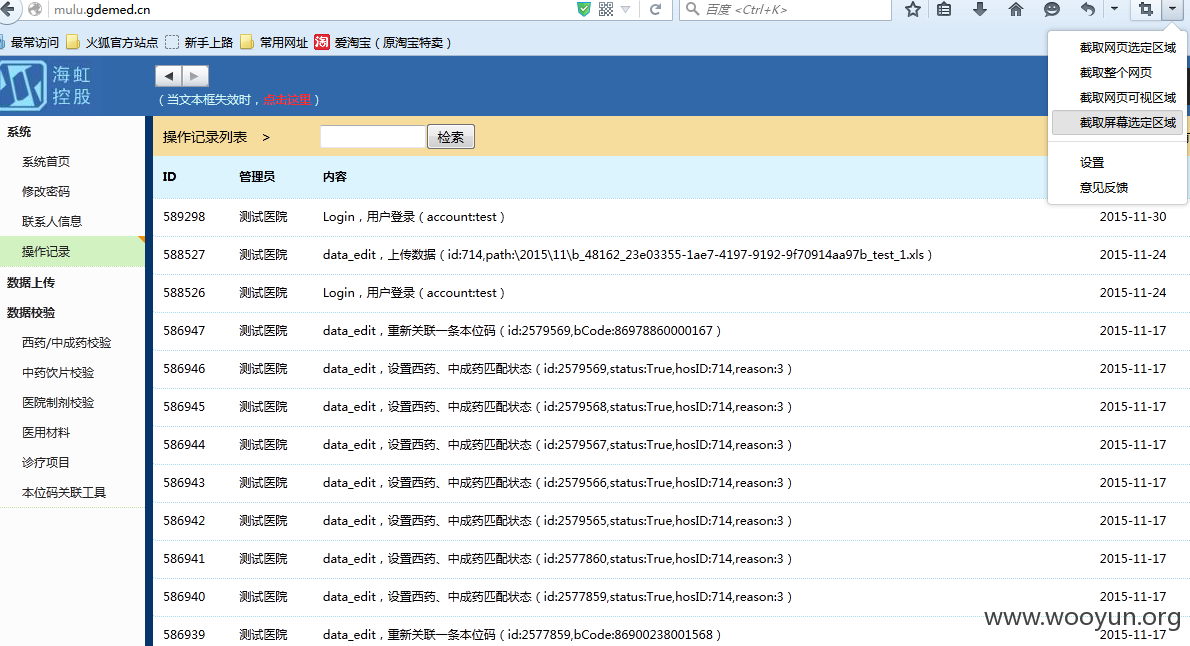 mulu.gdemed.cn
百度 <Ctrl+K>
最常访问 火狐官方站点 新手上路 常用网址 淘 爱淘宝（原淘宝特卖）
海虹
控股
（当文本框失效时，点击这里）
截取网页选定区域
截取整个网页
截取网页可视区域
截取屏幕选定区域
设置
意见反馈
系统
系统首页
修改密码
联系人信息
操作记录
数据上传
数据校验
西药/中成药校验
中药饮片校验
医院制剂校验
医用材料
诊疗项目
本位码关联工具
操作记录列表 > 检索
ID 管理员 内容
589298 测试医院 Login，用户登录（account:test） 2015-11-30
588527 测试医院 data_edit，上传数据（id:714,path:\2015\11\b_48162_23e03355-1ae7-4197-9192-9f70914aa97b_test_1.xls） 2015-11-24
588526 测试医院 Login，用户登录（account:test） 2015-11-24
586947 测试医院 data_edit，重新关联一条本位码（id:2579569,bCode:86978860000167） 2015-11-17
586946 测试医院 data_edit，设置西药、中成药匹配状态（id:2579569,status:True,hosID:714,reason:3） 2015-11-17
586945 测试医院 data_edit，设置西药、中成药匹配状态（id:2579568,status:True,hosID:714,reason:3） 2015-11-17
586944 测试医院 data_edit，设置西药、中成药匹配状态（id:2579567,status:True,hosID:714,reason:3） 2015-11-17
586943 测试医院 data_edit，设置西药、中成药匹配状态（id:2579566,status:True,hosID:714,reason:3） 2015-11-17
586942 测试医院 data_edit，设置西药、中成药匹配状态（id:2579565,status:True,hosID:714,reason:3） 2015-11-17
586941 测试医院 data_edit，设置西药、中成药匹配状态（id:2577860,status:True,hosID:714,reason:3） 2015-11-17
586940 测试医院 data_edit，设置西药、中成药匹配状态（id:2577859,status:True,hosID:714,reason:3） 2015-11-17
586939 测试医院 data_edit，重新关联一条本位码（id:2577859,bCode:86900238001568） 2015-11-17
www.wooyun.org